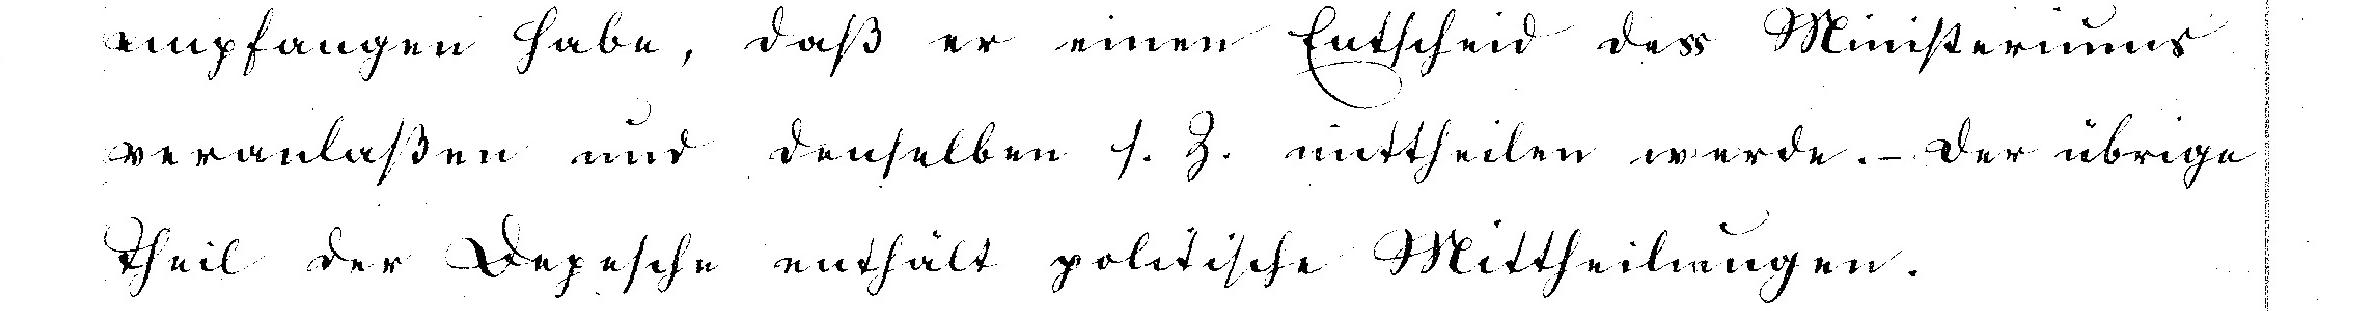 empfangen habe, daß er einen Entscheid des Ministeriums
veranlaßen und denselben s. Z. mittheilen werde. – Der übrige
Theil der Depesche enthält politische Mittheilungen.